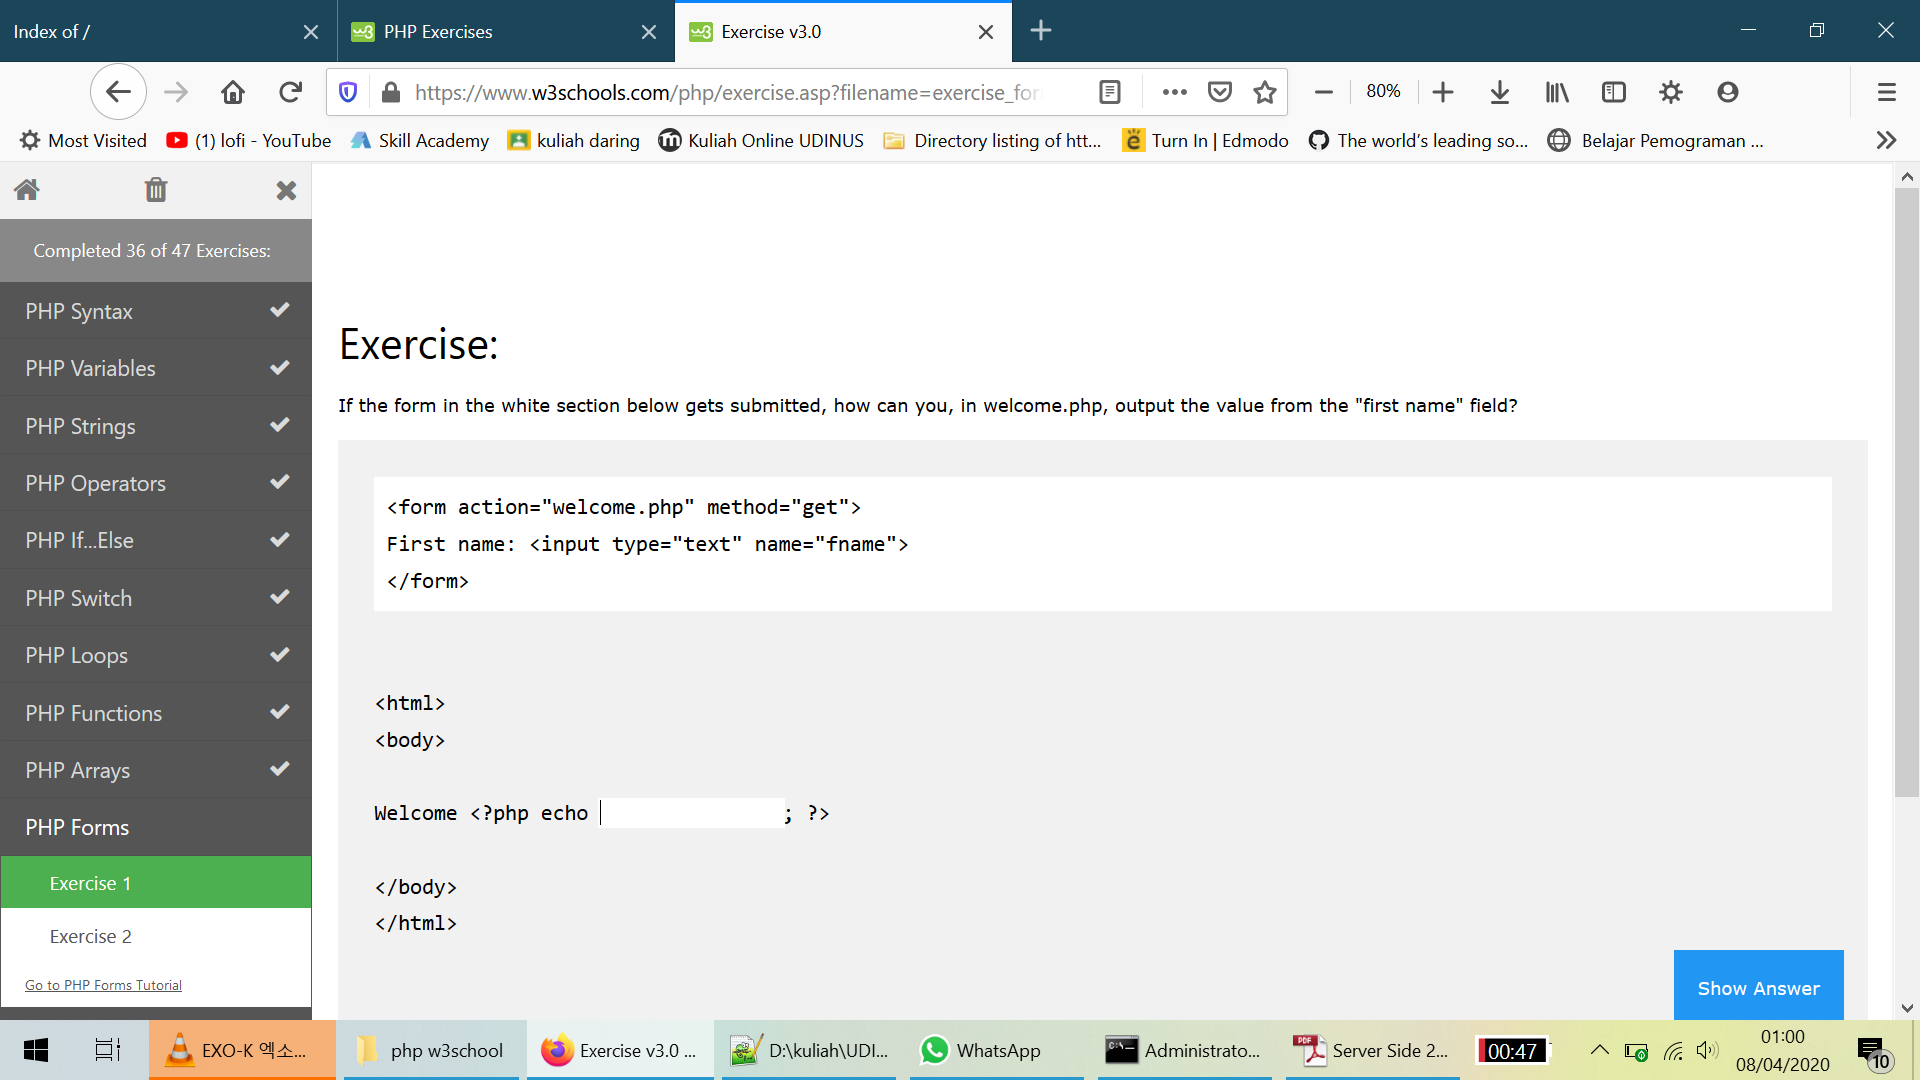 Index of /
PHP Exercises
Exercise v3.0
https://www.w3schools.com/php/exercise.asp?filename=exercise_for
80%
Most Visited
(1) lofi - YouTube
Skill Academy
kuliah daring
Kuliah Online UDINUS
Directory listing of htt...
Turn In | Edmodo
The world's leading so...
Belajar Pemograman ...
Completed 36 of 47 Exercises:
PHP Syntax
PHP Variables
PHP Strings
PHP Operators
PHP If...Else
PHP Switch
PHP Loops
PHP Functions
PHP Arrays
PHP Forms
Exercise 1
Exercise 2
Go to PHP Forms Tutorial
Exercise:
If the form in the white section below gets submitted, how can you, in welcome.php, output the value from the "first name" field?
<form action="welcome.php" method="get">
First name: <input type="text" name="fname">
</form>
<html>
<body>
Welcome <?php echo ; ?>
</body>
</html>
Show Answer
EXO-K 엑소...
php w3school
Exercise v3.0 ...
D:\kuliah\UDI...
WhatsApp
Administrato...
PDF
Server Side 2...
00:47
01:00
08/04/2020
10